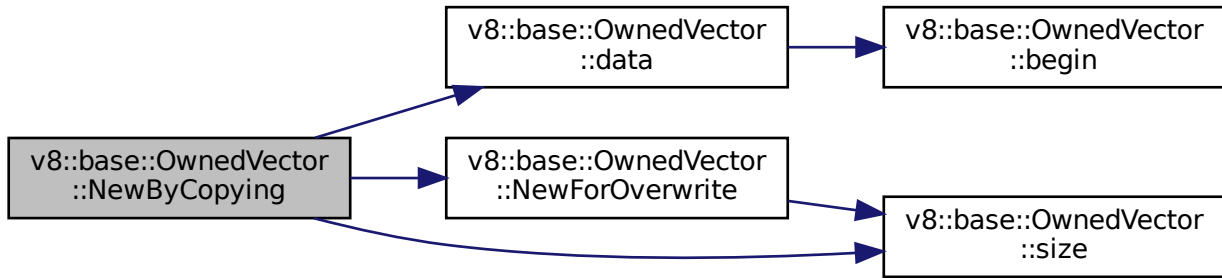 v8::base::OwnedVector
::data
v8::base::OwnedVector
::begin
v8::base::OwnedVector
::NewByCopying
v8::base::OwnedVector
::NewForOverwrite
v8::base::OwnedVector
::size